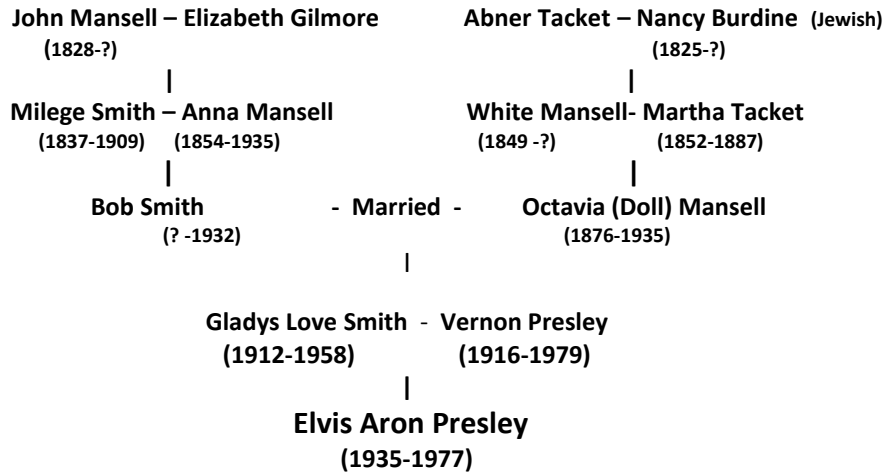 John Mansell – Elizabeth Gilmore Abner Tacket – Nancy Burdine (Jewish)
(1828-?) (1825-?)
| |
Milege Smith – Anna Mansell White Mansell- Martha Tacket
(1837-1909) (1854-1935) (1849 -?) (1852-1887)
| |
Bob Smith - Married - Octavia (Doll) Mansell
(? -1932) (1876-1935)
|
Gladys Love Smith - Vernon Presley
(1912-1958) (1916-1979)
|
Elvis Aron Presley
(1935-1977)